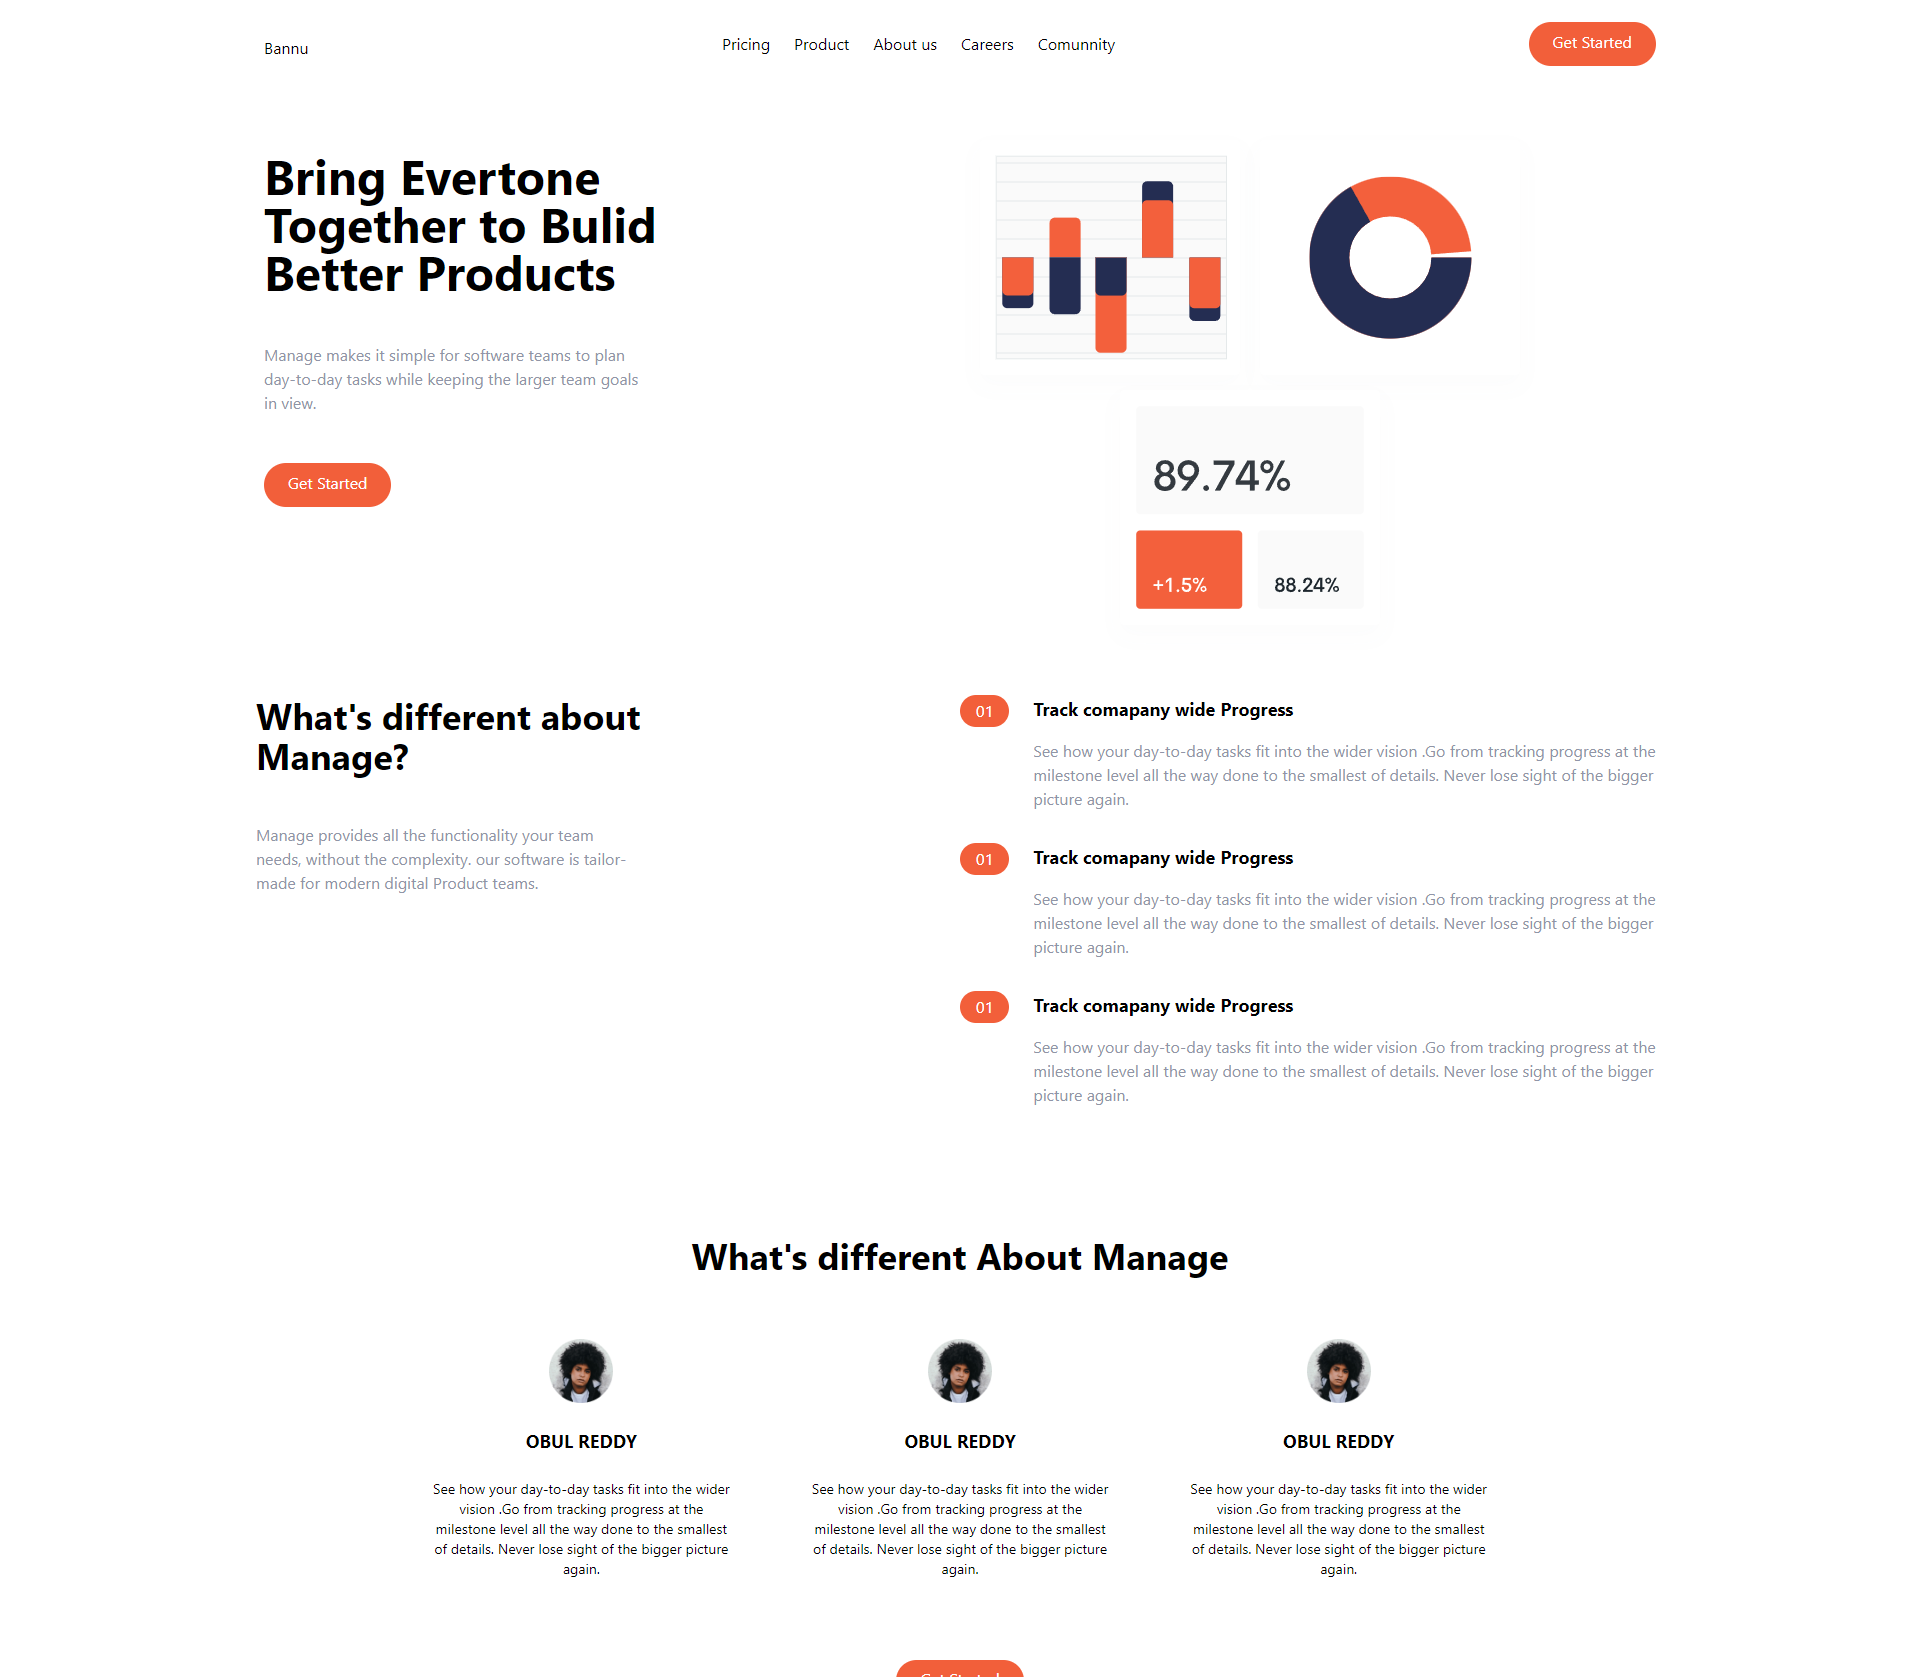 Bannu
Pricing Product About us Careers Comunnity
Get Started
Bring Evertone
Together to Bulid
Better Products
Manage makes it simple for software teams to plan
day-to-day tasks while keeping the larger team goals
in view.
Get Started
89.74%
+1.5%
88.24%
What's different about
Manage?
Manage provides all the functionality your team
needs, without the complexity. our software is tailor-
made for modern digital Product teams.
01
Track comapany wide Progress
See how your day-to-day tasks fit into the wider vision .Go from tracking progress at the
milestone level all the way done to the smallest of details. Never lose sight of the bigger
picture again.
01
Track comapany wide Progress
See how your day-to-day tasks fit into the wider vision .Go from tracking progress at the
milestone level all the way done to the smallest of details. Never lose sight of the bigger
picture again.
01
Track comapany wide Progress
See how your day-to-day tasks fit into the wider vision .Go from tracking progress at the
milestone level all the way done to the smallest of details. Never lose sight of the bigger
picture again.
What's different About Manage
OBUL REDDY
See how your day-to-day tasks fit into the wider
vision .Go from tracking progress at the
milestone level all the way done to the smallest
of details. Never lose sight of the bigger picture
again.
OBUL REDDY
See how your day-to-day tasks fit into the wider
vision .Go from tracking progress at the
milestone level all the way done to the smallest
of details. Never lose sight of the bigger picture
again.
OBUL REDDY
See how your day-to-day tasks fit into the wider
vision .Go from tracking progress at the
milestone level all the way done to the smallest
of details. Never lose sight of the bigger picture
again.